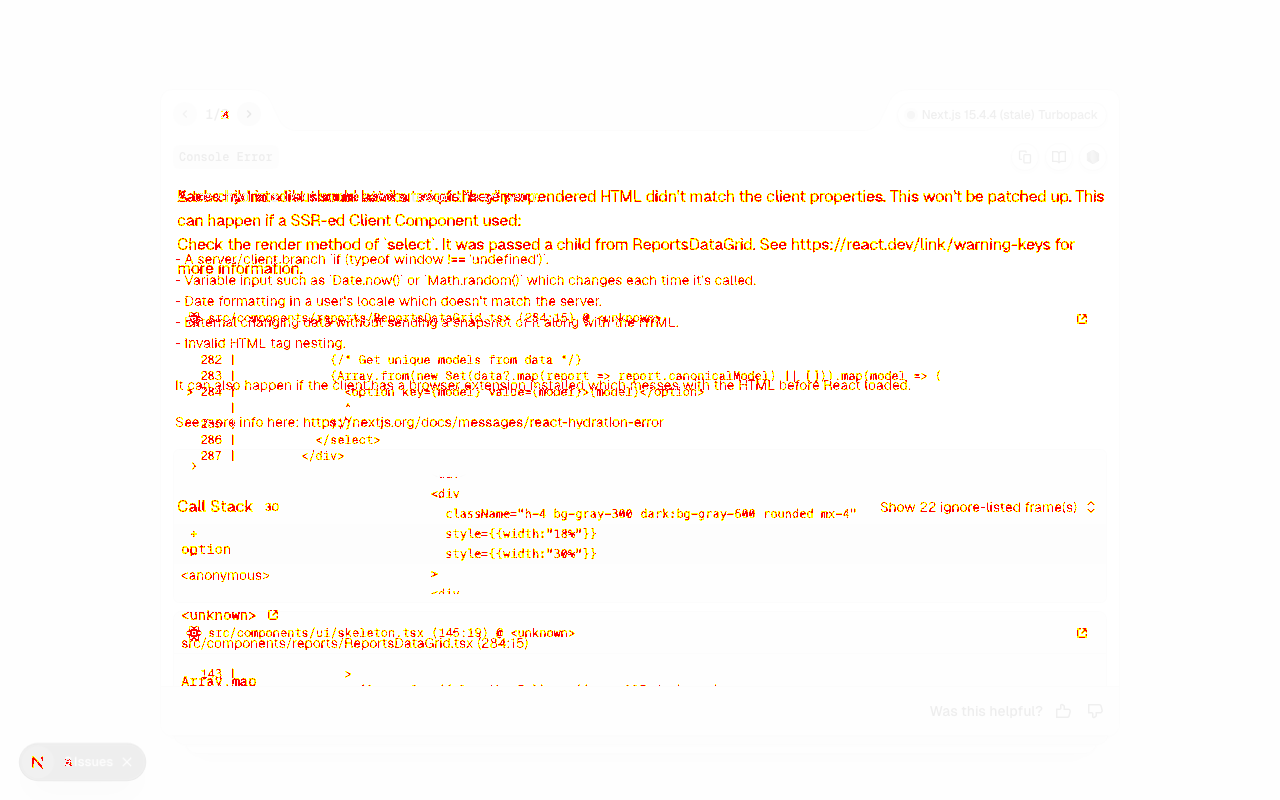 1/
Next.js 15.4.4 (stale) Turbopack
Console Error
rendered HTML didn't match the client properties. This won't be patched up. This
can happen if a SSR-ed Client Component used:
Check the render method of `select`. It was passed a child from ReportsDataGrid. See https://react.dev/link/warning-keys for
- A server/client branch `if (typeof window !== 'undefined')`.
more information.
- Variable input such as `Date.now()` or `Math.random()` which changes each time it's called.
- Date formatting in a user's locale which doesn't match the server.
src/components/reports/ReportsDataGrid.tsx (284:15) @ <unknown>
- External changing data without sending a snapshot of it along with the HTML.
- Invalid HTML tag nesting.
282 | {/* Get unique models from data */}
283 | {Array.from(new Set(data?.map(report => report.canonicalModel) || [])).map(model => (
It can also happen if the client has a browser extension installed which messes with the HTML before React loaded.
> 284 | <option key={model} value={model}>{model}</option>
| ^
See more info here: https://nextjs.org/docs/messages/react-hydration-error
286 | </select>
287 | </div>
<div
Call Stack
className="h-4 bg-gray-300 dark:bg-gray-600 rounded mx-4"
Show 22 ignore-listed frame(s)
+ style={{width:"18%"}}
- style={{width:"30%"}}
option
>
<anonymous>
<div
<unknown>
src/components/ui/skeleton.tsx (145:19) @ <unknown>
src/components/reports/ReportsDataGrid.tsx (284:15)
143 | >
Array.map
Was this helpful?
Issues